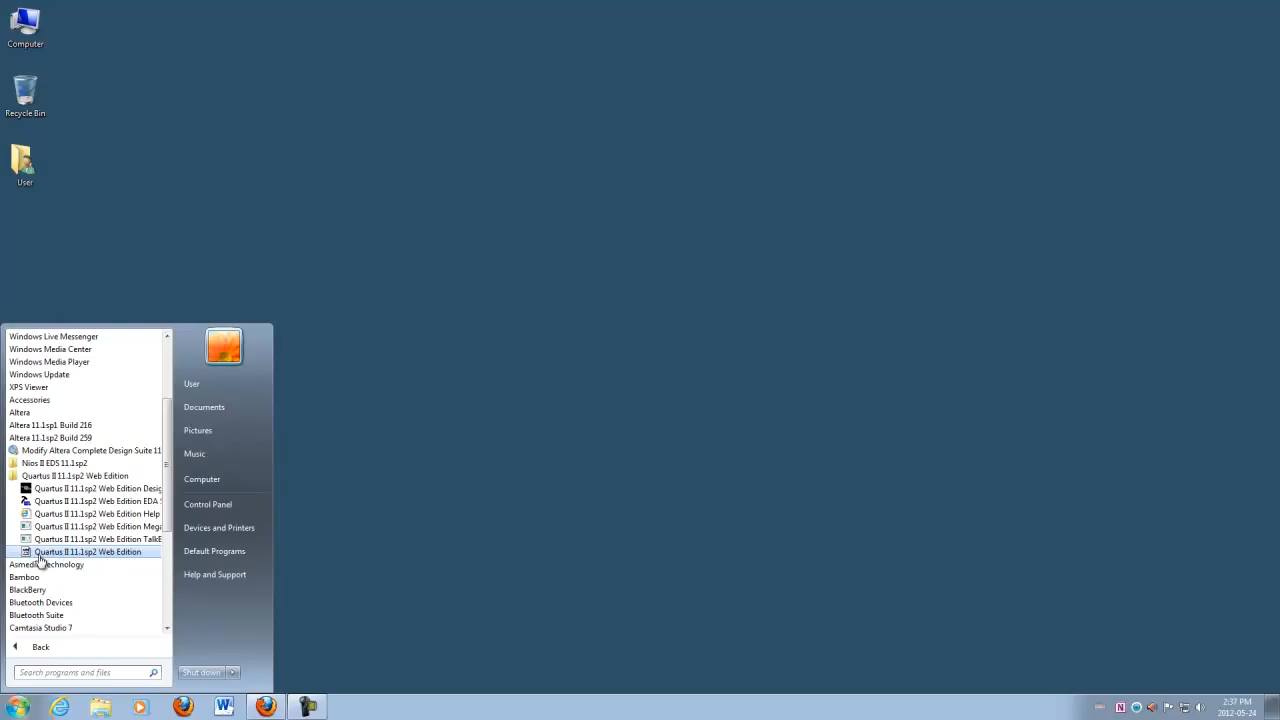 Computer
Recycle Bin
User
Windows Live Messenger
Windows Media Center
Windows Media Player
Windows Update
XPS Viewer
Accessories
Altera
Altera 11.1sp1 Build 216
Altera 11.1sp2 Build 259
Modify Altera Complete Design Suite 11
Nios II EDS 11.1sp2
Quartus II 11.1sp2 Web Edition
Quartus II 11.1sp2 Web Edition Desig
Quartus II 11.1sp2 Web Edition EDA S
Quartus II 11.1sp2 Web Edition Help
Quartus II 11.1sp2 Web Edition Mega
Quartus II 11.1sp2 Web Edition TalkB
Quartus II 11.1sp2 Web Edition
Technology
Bamboo
BlackBerry
Bluetooth Devices
Bluetooth Suite
Camtasia Studio 7
Back
Search programs and files
User
Documents
Pictures
Music
Computer
Control Panel
Devices and Printers
Default Programs
Help and Support
Shut down
2:37 PM
2012-05-24